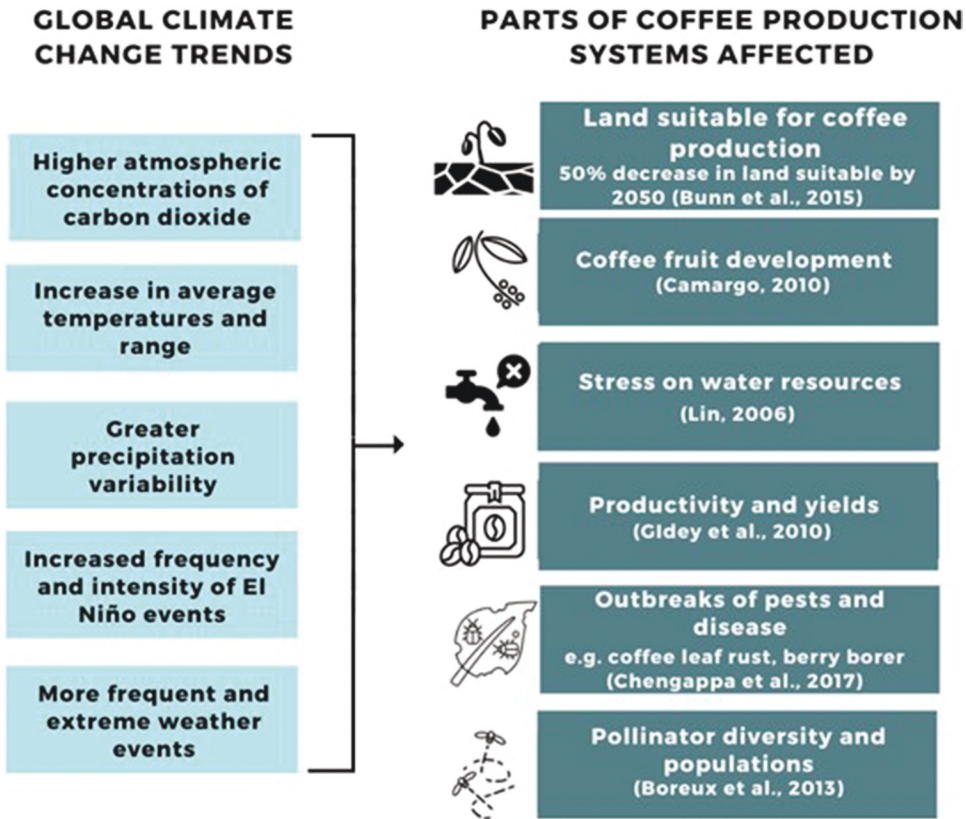 GLOBAL CLIMATE
CHANGE TRENDS
Higher atmospheric
concentrations of
carbon dioxide
Increase in average
temperatures and
range
Greater
precipitation
variability
Increased frequency
and intensity of El
Niño events
More frequent and
extreme weather
events
PARTS OF COFFEE PRODUCTION
SYSTEMS AFFECTED
Land suitable for coffee
production
50% decrease in land suitable by
2050 (Bunn et al., 2015)
Coffee fruit development
(Camargo, 2010)
Stress on water resources
(Lin, 2006)
Productivity and yields
(GIdey et al., 2010)
Outbreaks of pests and
disease
e.g. coffee leaf rust, berry borer
(Chengappa et al., 2017)
Pollinator diversity and
populations
(Boreux et al., 2013)